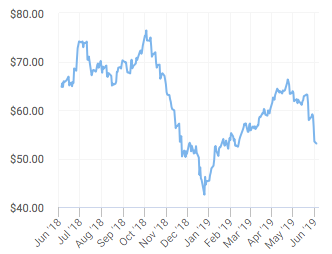 $80.00
$70.00
$60.00
$50.00
$40.00
Jun '18
Jul '18
Aug '18
Sep '18
Oct '18
Nov '18
Dec '18
Jan '19
Feb '19
Mar '19
Apr '19
May '19
Jun '19